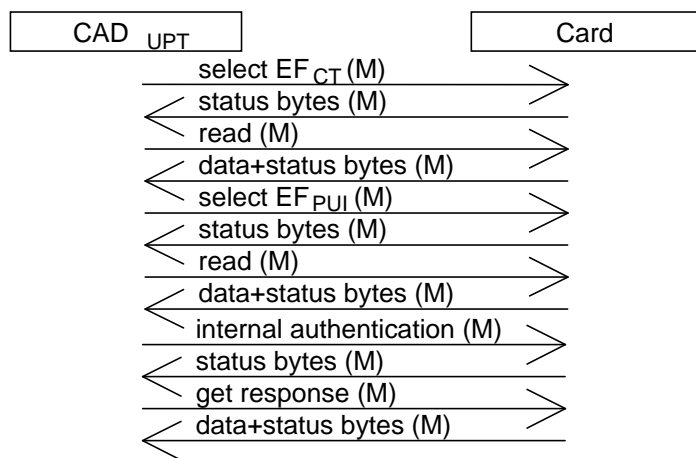 CAD UPT
Card
select EF CT (M)
status bytes (M)
read (M)
data+status bytes (M)
select EF PUI (M)
status bytes (M)
read (M)
data+status bytes (M)
internal authentication (M)
status bytes (M)
get response (M)
data+status bytes (M)